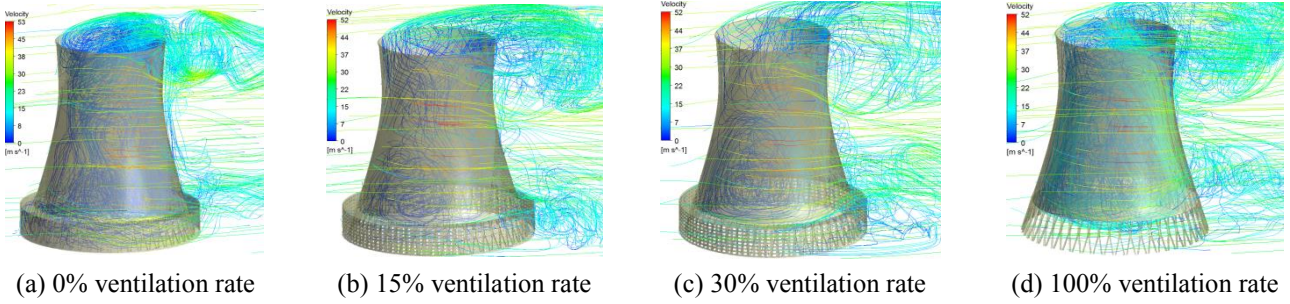 Velocity
53
45
38
30
23
15
8
0
[m s^-1]
Velocity
52
44
37
30
22
15
7
0
[m s^-1]
Velocity
52
44
37
30
22
15
7
0
[m s^-1]
Velocity
52
44
37
30
22
15
7
0
[m s^-1]
(a) 0% ventilation rate
(b) 15% ventilation rate
(c) 30% ventilation rate
(d) 100% ventilation rate